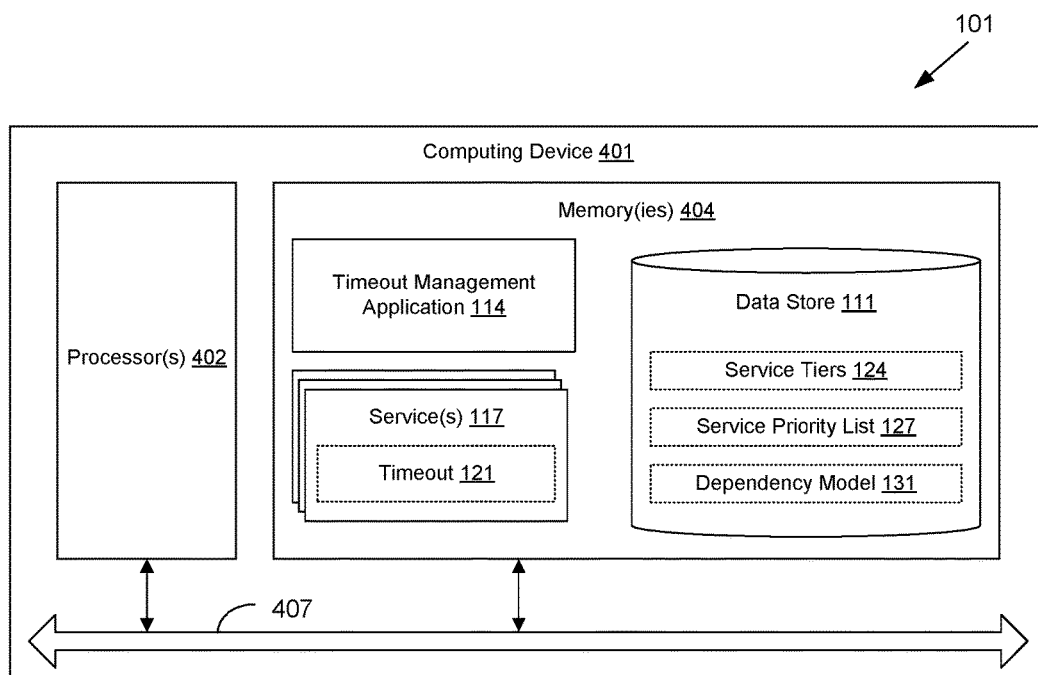 101
Computing Device 401
Memory(ies) 404
Timeout Management
Application 114
Data Store 111
Processor(s) 402
Service Tiers 124
Service(s) 117
Service Priority List 127
Timeout 121
Dependency Model 131
407